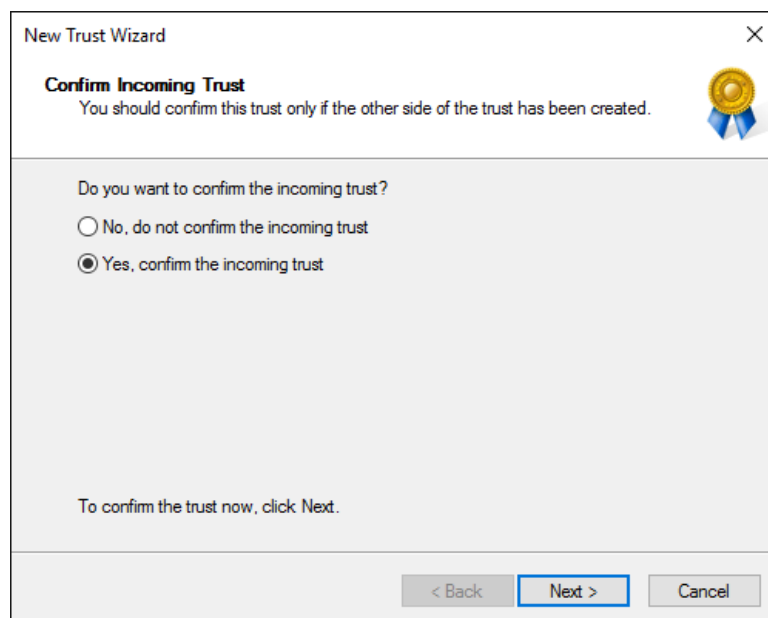 New Trust Wizard
Confirm Incoming Trust
You should confirm this trust only if the other side of the trust has been created.
Do you want to confirm the incoming trust?
No, do not confirm the incoming trust
Yes, confirm the incoming trust
To confirm the trust now, click Next.
< Back Next > Cancel